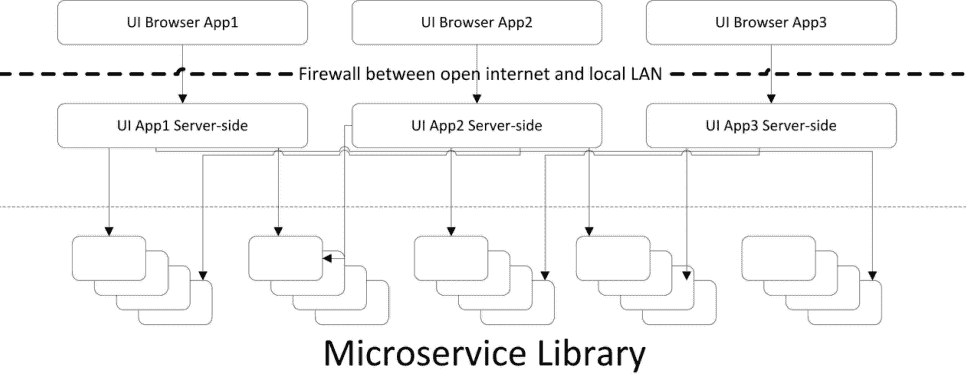 UI Browser App1
UI Browser App2
UI Browser App3
Firewall between open internet and local LAN
UI App1 Server-side
UI App2 Server-side
UI App3 Server-side
Microservice Library